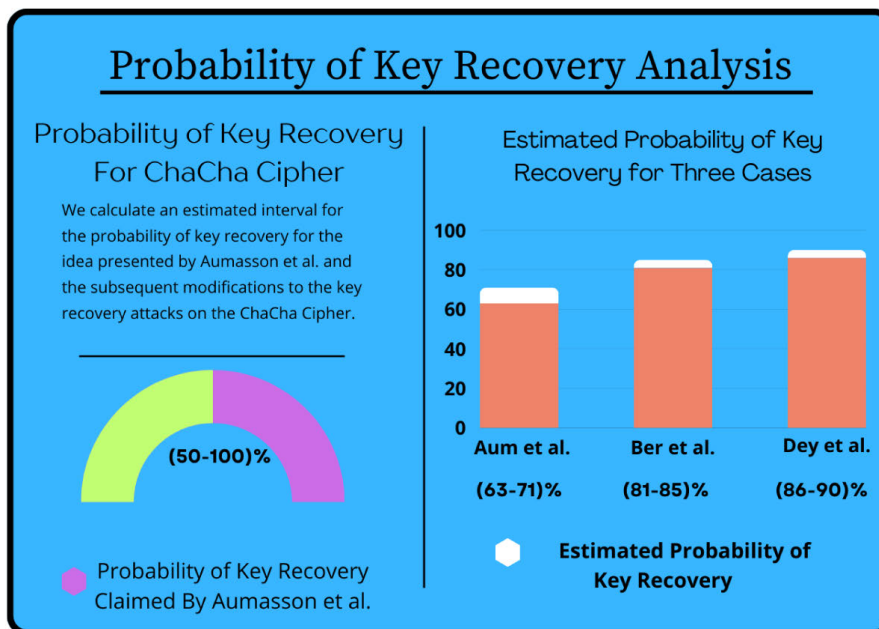 Probability of Key Recovery Analysis
Probability of Key Recovery
For ChaCha Cipher
We calculate an estimated interval for
the probability of key recovery for the
idea presented by Aumasson et al. and
the subsequent modifications to the key
recovery attacks on the ChaCha Cipher.
(50-100)%
Probability of Key Recovery
Claimed By Aumasson et al.
Estimated Probability of Key
Recovery for Three Cases
100
80
60
40
20
0
Aum et al.
Ber et al.
Dey et al.
(63-71)%
(81-85)%
(86-90)%
Estimated Probability of
Key Recovery